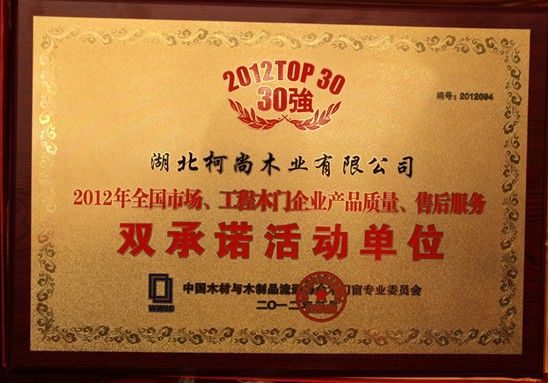 2012TOP 30
30強
编号:2012094
湖北柯尚木业有限公司
2012年全国市场、工程木门企业产品质量、售后服务
双承诺活动单位
中国木材与木制品流通 门窗专业委员会
二〇一二年